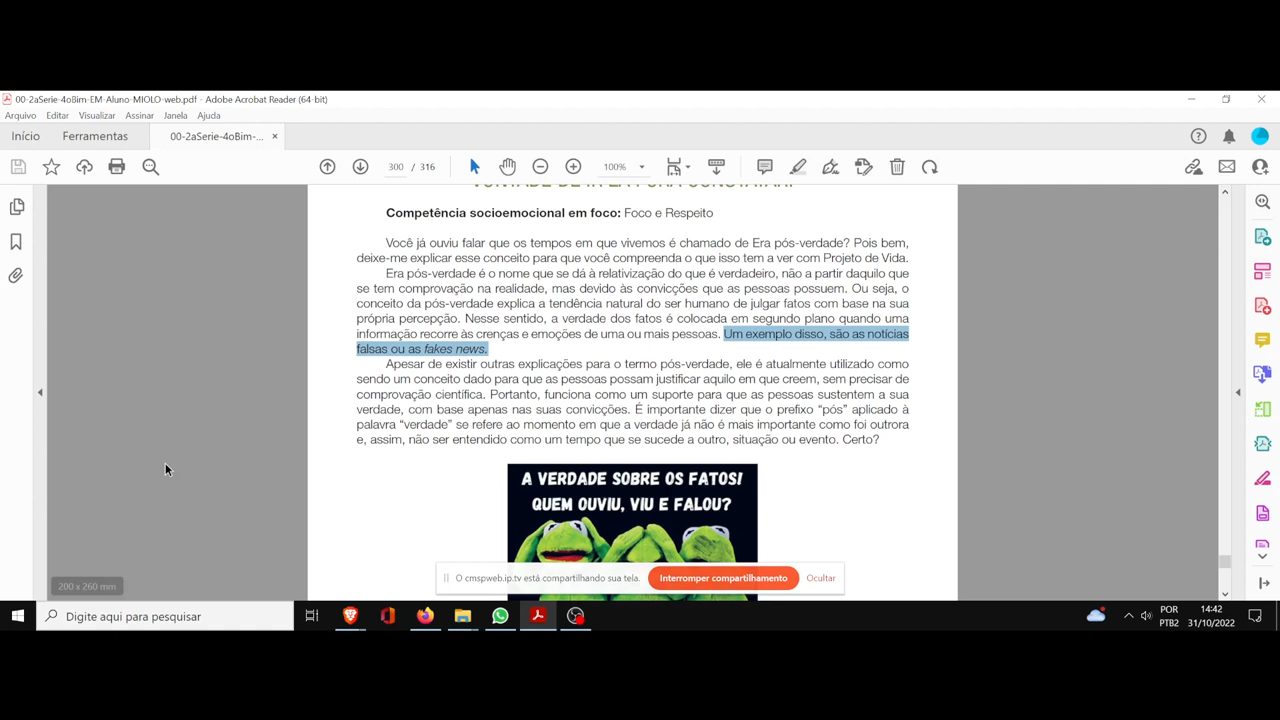 00-2aSerie-4oBim-EM-Aluno-MIOLO-web.pdf - Adobe Acrobat Reader (64-bit)
Arquivo Editar Visualizar Assinar Janela Ajuda
Início Ferramentas 00-2aSerie-4oBim-... ×
300 / 316 100%
VONTADE DE IR LÁ PURA CONSTATAR!
Competência socioemocional em foco: Foco e Respeito
Você já ouviu falar que os tempos em que vivemos é chamado de Era pós-verdade? Pois bem,
deixe-me explicar esse conceito para que você compreenda o que isso tem a ver com Projeto de Vida.
Era pós-verdade é o nome que se dá à relativização do que é verdadeiro, não a partir daquilo que
se tem comprovação na realidade, mas devido às convicções que as pessoas possuem. Ou seja, o
conceito da pós-verdade explica a tendência natural do ser humano de julgar fatos com base na sua
própria percepção. Nesse sentido, a verdade dos fatos é colocada em segundo plano quando uma
informação recorre às crenças e emoções de uma ou mais pessoas. Um exemplo disso, são as notícias
falsas ou as fakes news.
Apesar de existir outras explicações para o termo pós-verdade, ele é atualmente utilizado como
sendo um conceito dado para que as pessoas possam justificar aquilo em que creem, sem precisar de
comprovação científica. Portanto, funciona como um suporte para que as pessoas sustentem a sua
verdade, com base apenas nas suas convicções. É importante dizer que o prefixo “pós” aplicado à
palavra “verdade” se refere ao momento em que a verdade já não é mais importante como foi outrora
e, assim, não ser entendido como um tempo que se sucede a outro, situação ou evento. Certo?
A VERDADE SOBRE OS FATOS!
QUEM OUVIU, VIU E FALOU?
O cmspweb.ip.tv está compartilhando sua tela. Interromper compartilhamento Ocultar
200 x 260 mm
Digite aqui para pesquisar
POR
PTB2
14:42
31/10/2022